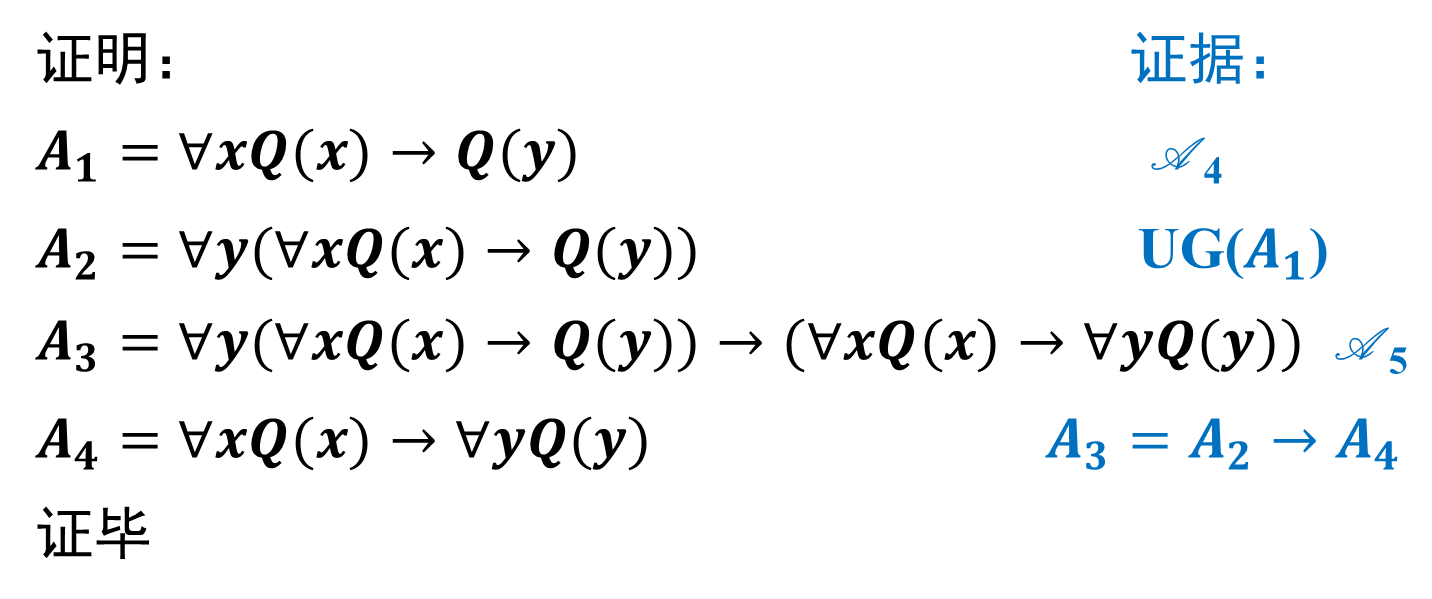 证明： 证据：
A₁ = ∀xQ(x) → Q(y) 𝒜₄
A₂ = ∀y(∀xQ(x) → Q(y)) UG(A₁)
A₃ = ∀y(∀xQ(x) → Q(y)) → (∀xQ(x) → ∀yQ(y)) 𝒜₅
A₄ = ∀xQ(x) → ∀yQ(y) A₃ = A₂ → A₄
证毕